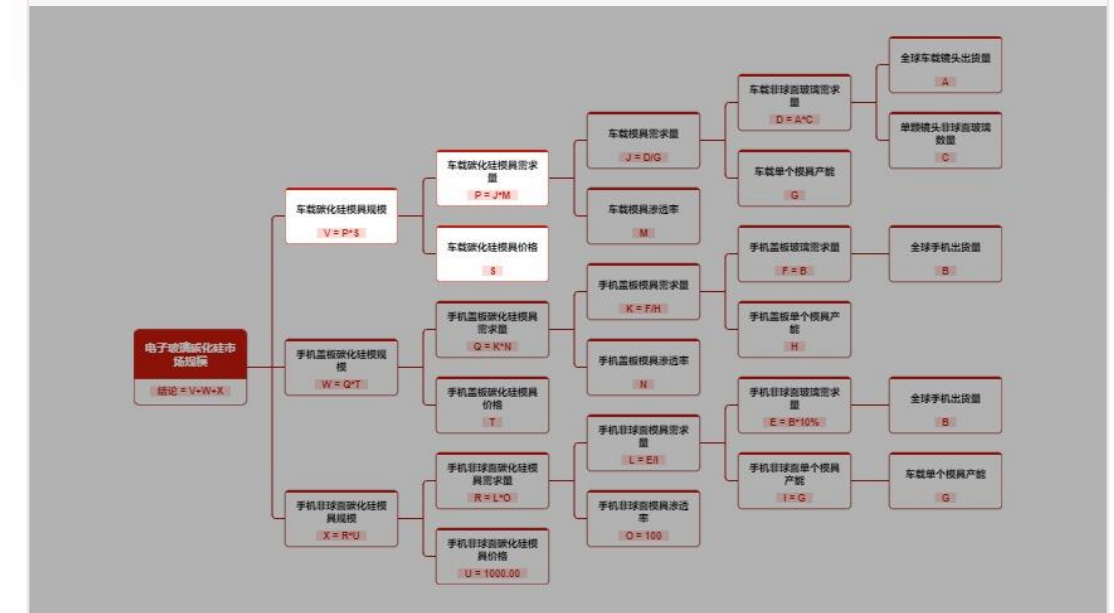 全球车载镜头出货量
A
车载非球面玻璃需求
量
D = A*C
单颗镜头非球面玻璃
数量
C
车载模具需求量
J = D/G
车载单个模具产能
G
车载碳化硅模具需求
量
P = J*M
车载模具渗透率
M
车载碳化硅模具规模
V = P*S
车载碳化硅模具价格
S
手机盖板玻璃需求量
F = B
全球手机出货量
B
手机盖板模具需求量
K = F/H
手机盖板单个模具产
能
H
手机盖板碳化硅模具
需求量
Q = K*N
手机盖板模具渗透率
N
电子玻璃碳化硅市
场规模
结论 = V+W+X
手机盖板碳化硅模规
模
W = Q*T
手机盖板碳化硅模具
价格
T
手机非球面玻璃需求
量
E = B*10%
全球手机出货量
B
手机非球面模具需求
量
L = E/I
手机非球面单个模具
产能
I = G
车载单个模具产能
G
手机非球面碳化硅模
具需求量
R = L*O
手机非球面模具渗透
率
O = 100
手机非球面碳化硅模
具规模
X = R*U
手机非球面碳化硅模
具价格
U = 1000.00